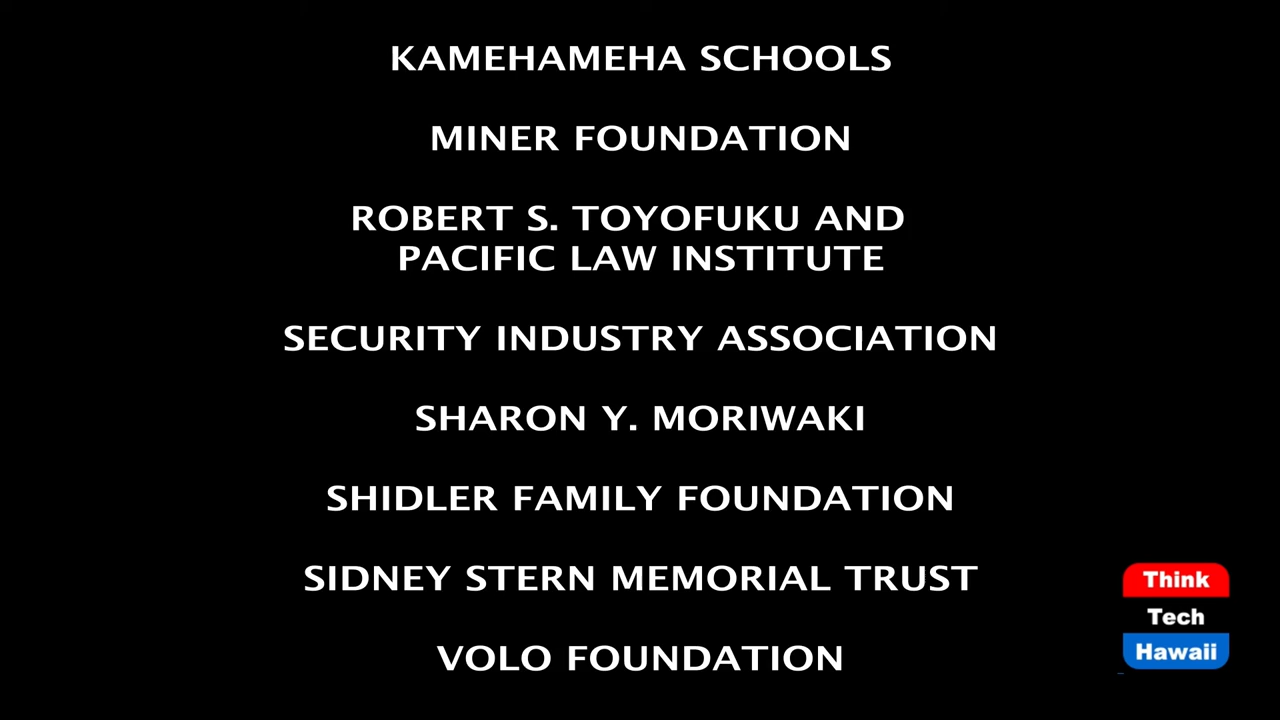 KAMEHAMEHA SCHOOLS
MINER FOUNDATION
ROBERT S. TOYOFUKU AND
PACIFIC LAW INSTITUTE
SECURITY INDUSTRY ASSOCIATION
SHARON Y. MORIWAKI
SHIDLER FAMILY FOUNDATION
SIDNEY STERN MEMORIAL TRUST
VOLO FOUNDATION
Think
Tech
Hawaii